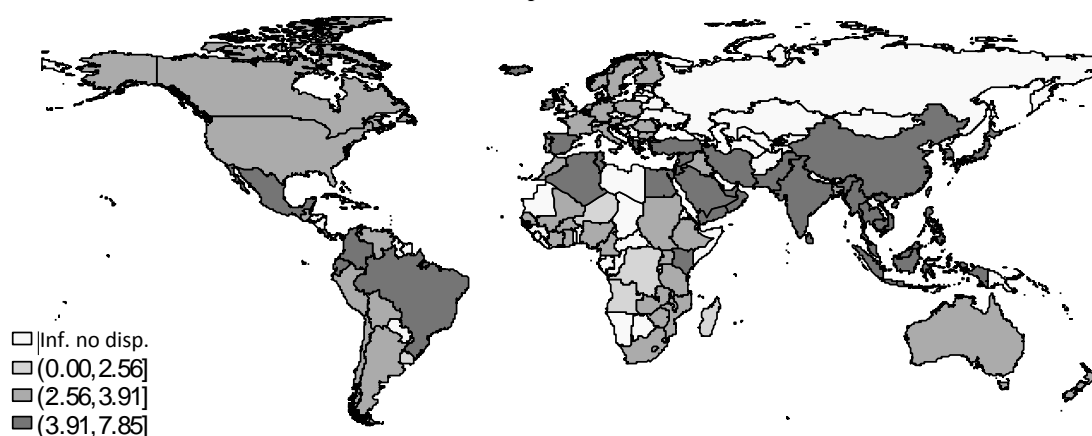 Inf. no disp.
(0.00,2.56]
(2.56,3.91]
(3.91,7.85]